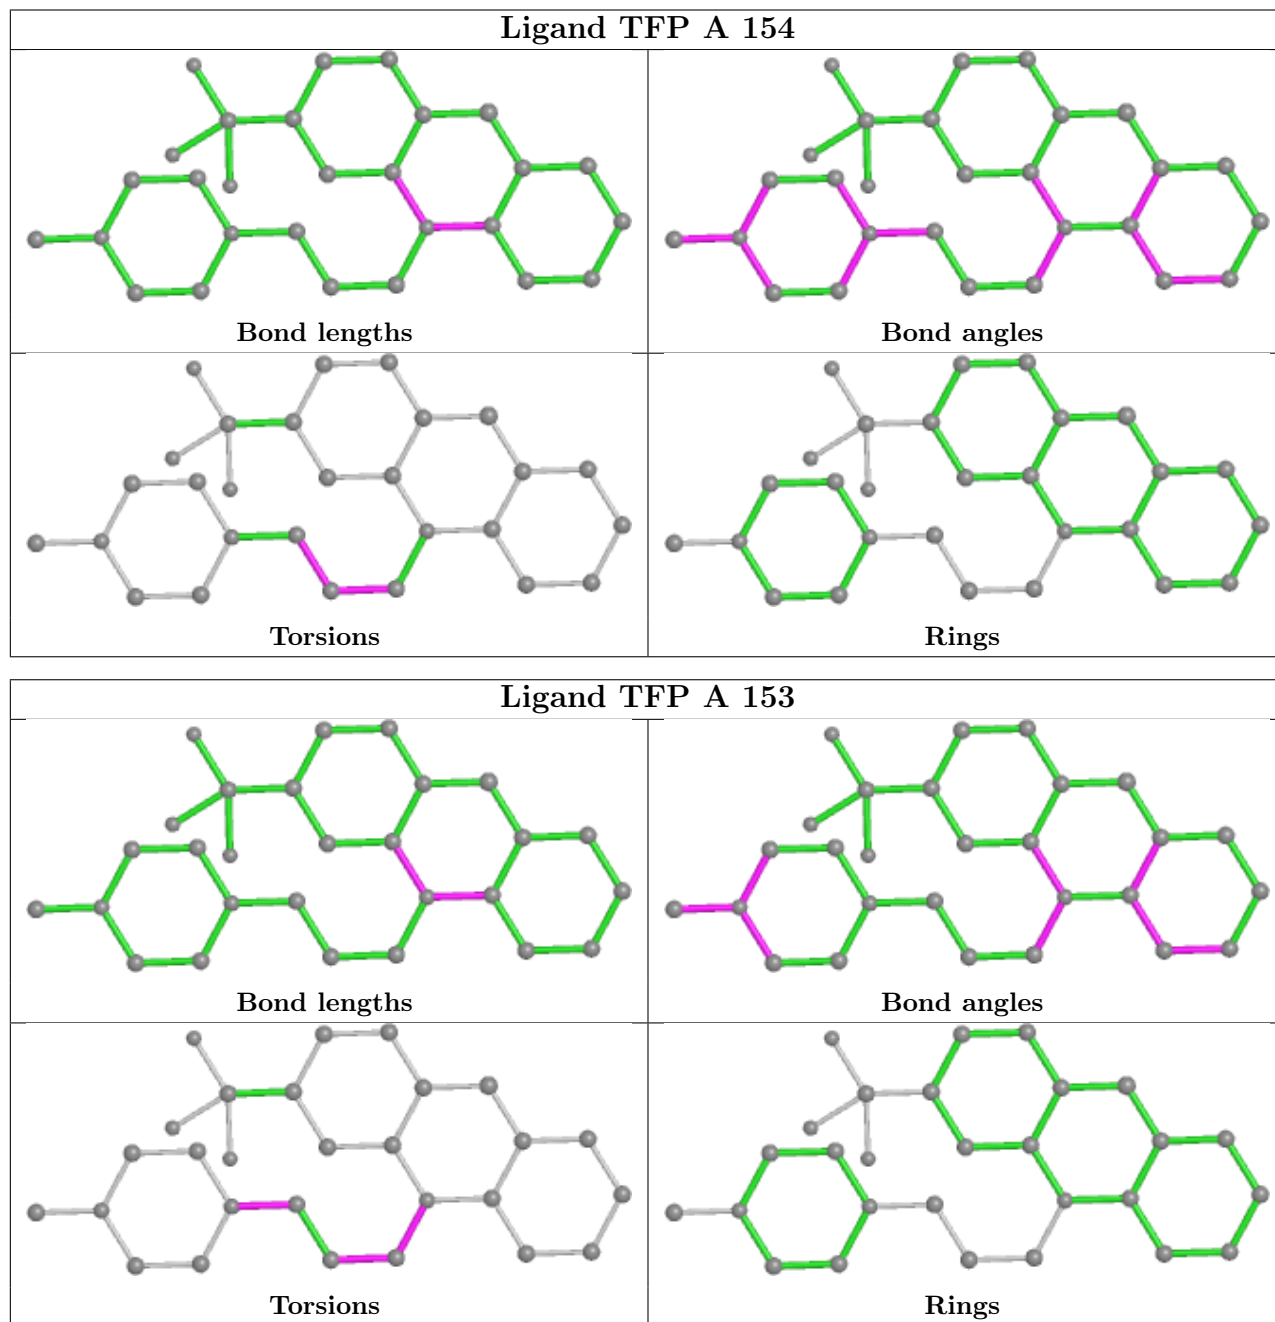 Ligand TFP A 154
Bond lengths
Bond angles
Torsions
Rings
Ligand TFP A 153
Bond lengths
Bond angles
Torsions
Rings